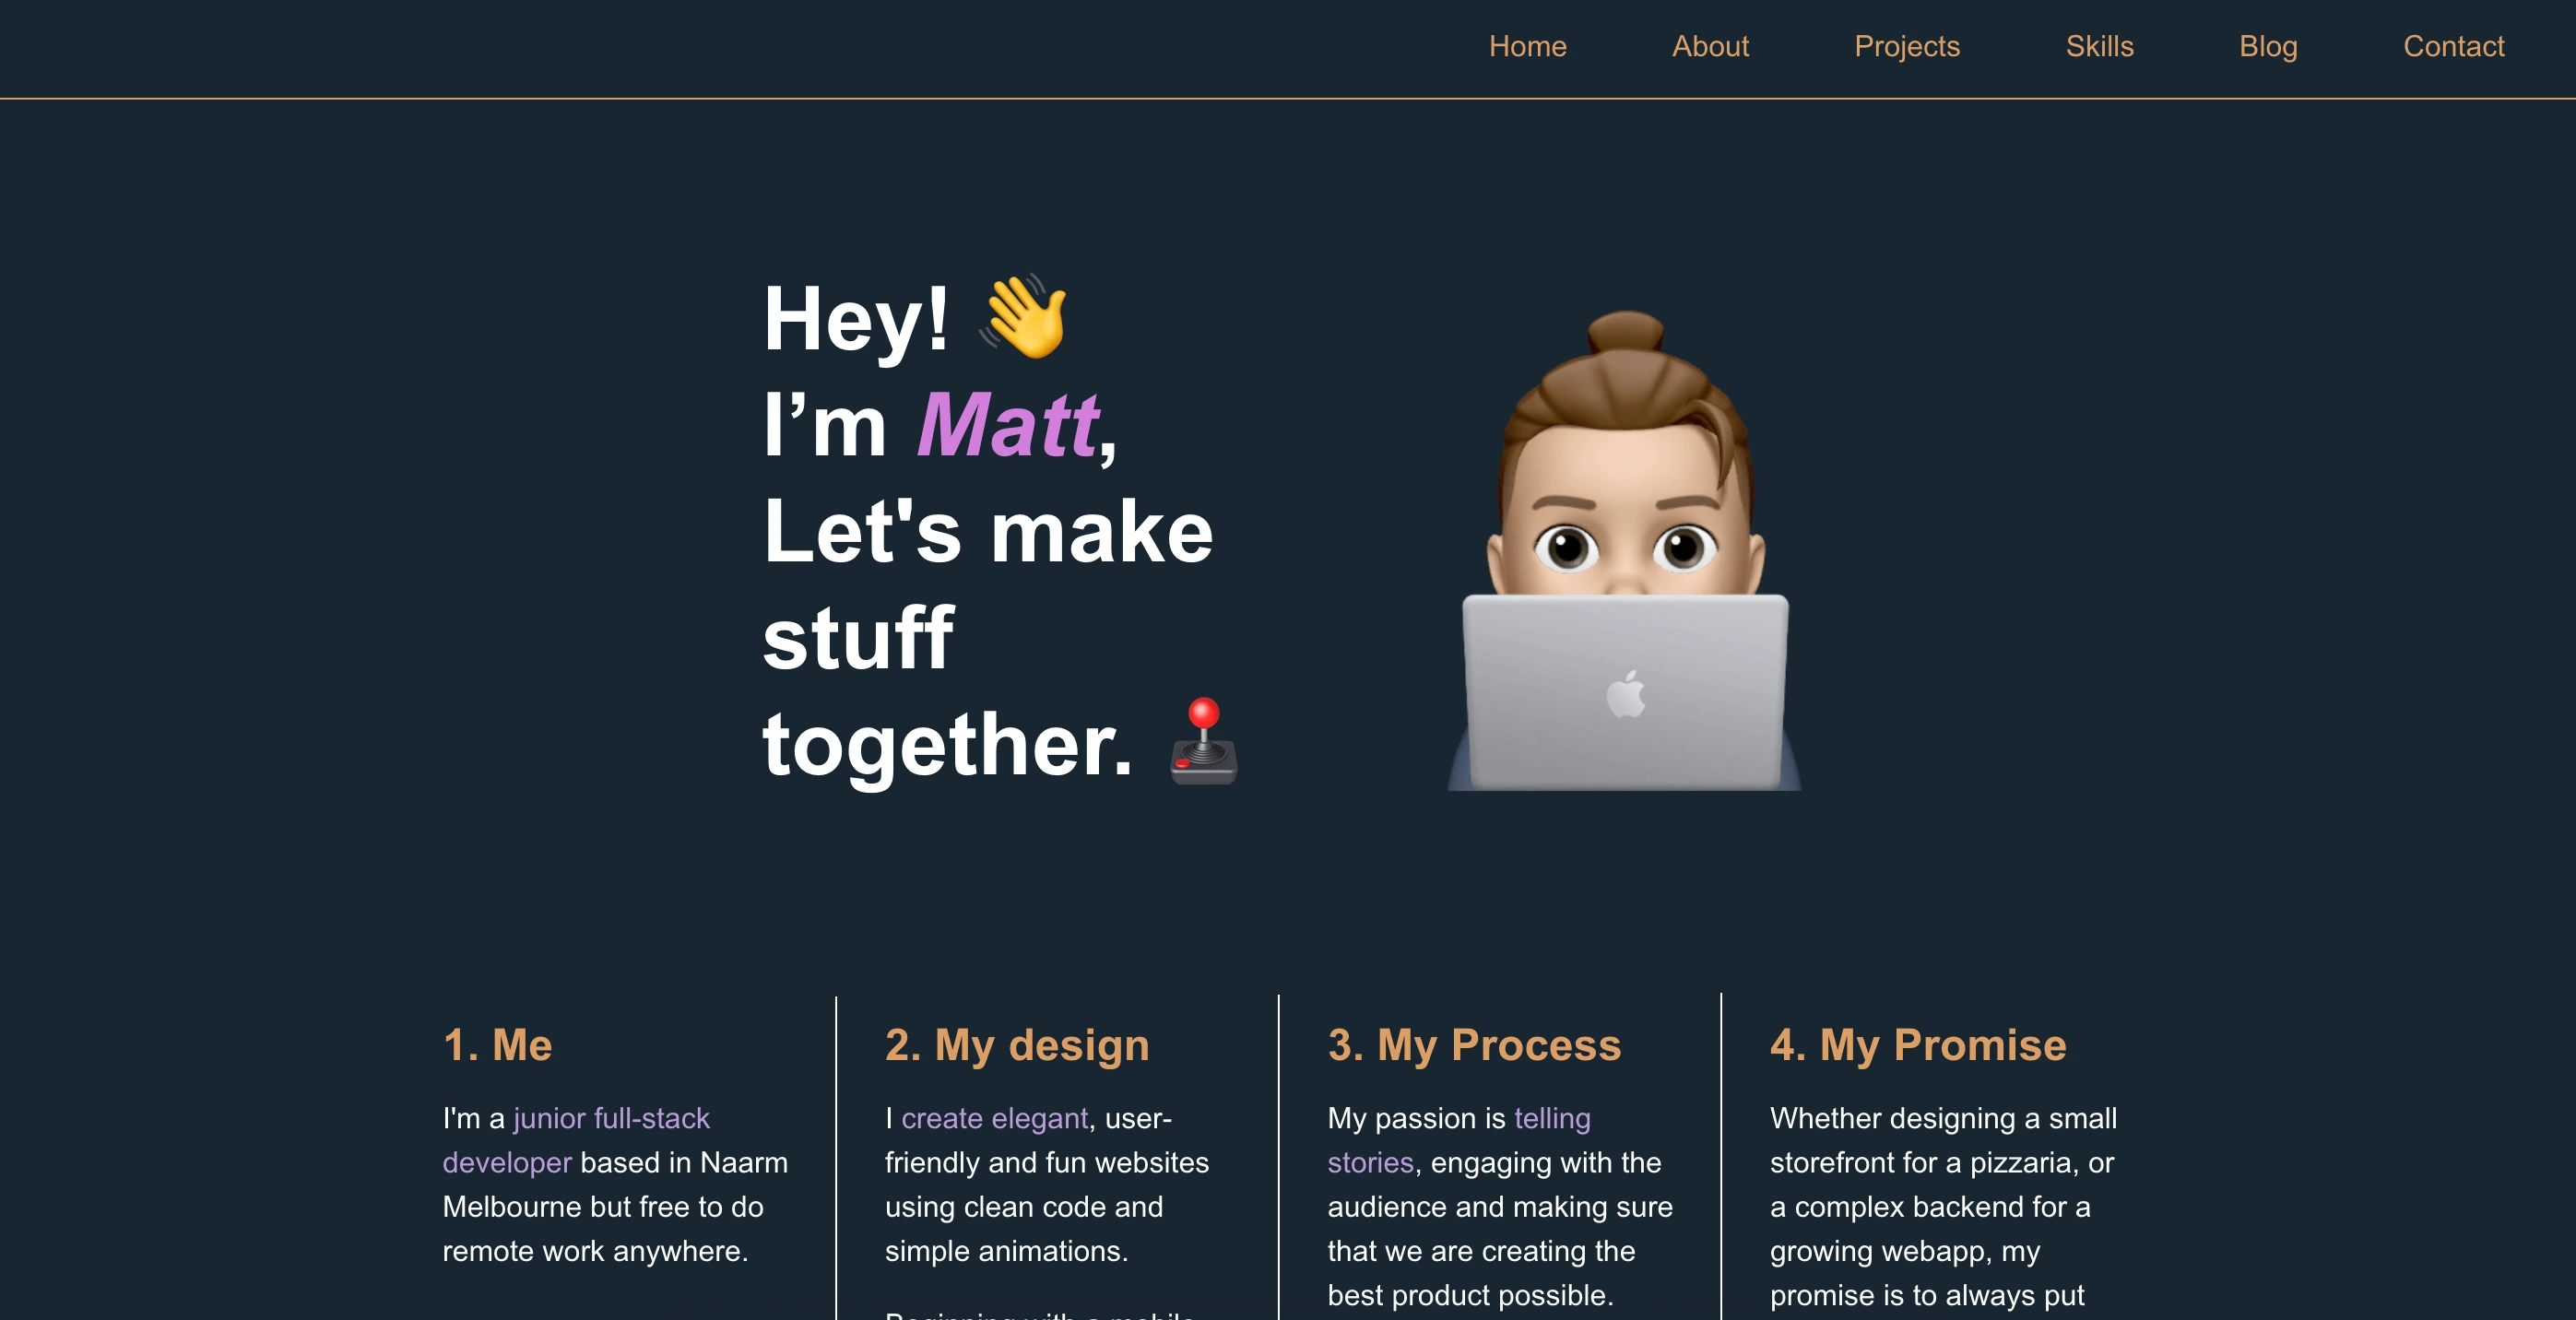 Home About Projects Skills Blog Contact
Hey! 👋
I’m Matt,
Let's make
stuff
together. 🕹️
1. Me
I'm a junior full-stack
developer based in Naarm
Melbourne but free to do
remote work anywhere.
2. My design
I create elegant, user-
friendly and fun websites
using clean code and
simple animations.
Beginning with a mobile
3. My Process
My passion is telling
stories, engaging with the
audience and making sure
that we are creating the
best product possible.
4. My Promise
Whether designing a small
storefront for a pizzaria, or
a complex backend for a
growing webapp, my
promise is to always put